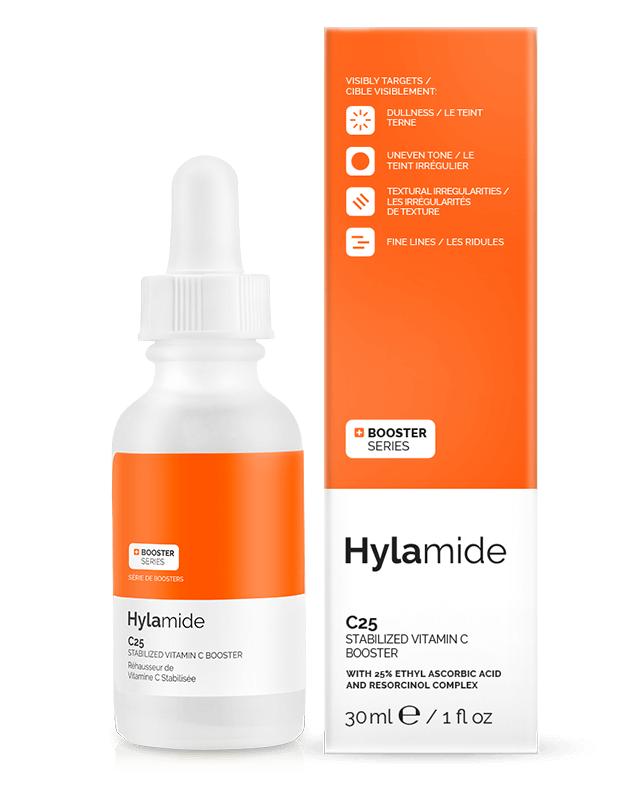 VISIBLY TARGETS /
CIBLE VISIBLEMENT:
DULLNESS / LE TEINT
TERNE
UNEVEN TONE / LE
TEINT IRRÉGULIER
TEXTURAL IRREGULARITIES /
LES IRRÉGULARITÉS
DE TEXTURE
FINE LINES / LES RIDULES
BOOSTER
SERIES
Hylamide
C25
STABILIZED VITAMIN C
BOOSTER
WITH 25% ETHYL ASCORBIC ACID
AND RESORCINOL COMPLEX
30 ml ℮ / 1 fl oz
BOOSTER
SERIES
SÉRIE DE BOOSTERS
Hylamide
C25
STABILIZED VITAMIN C BOOSTER
Réhausseur de
Vitamine C Stabilisée